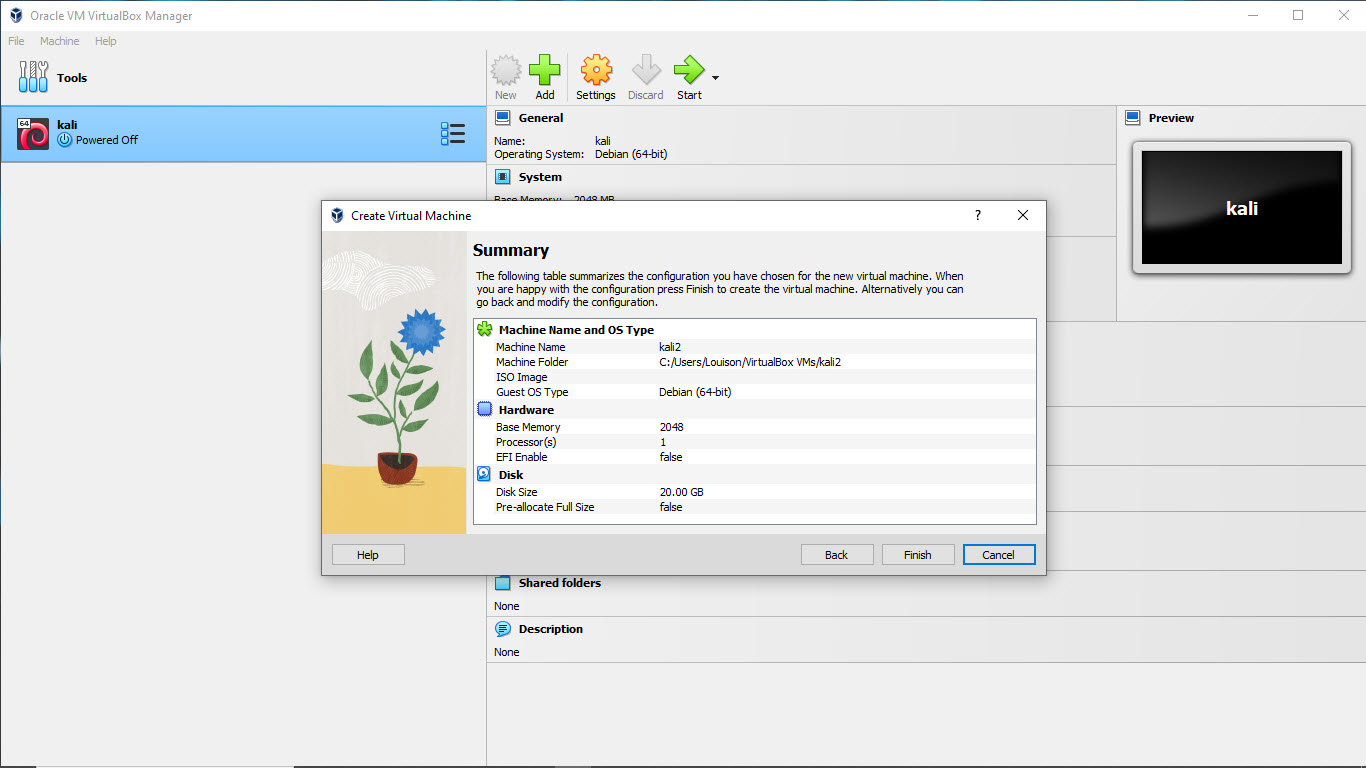 Oracle VM VirtualBox Manager
File Machine Help
Tools
New Add Settings Discard Start
64
kali
Powered Off
General
Name: kali
Operating System: Debian (64-bit)
System
Base Memory: 2048 MB
Preview
kali
Create Virtual Machine
?
Summary
The following table summarizes the configuration you have chosen for the new virtual machine. When
you are happy with the configuration press Finish to create the virtual machine. Alternatively you can
go back and modify the configuration.
Machine Name and OS Type
Machine Name kali2
Machine Folder C:/Users/Louison/VirtualBox VMs/kali2
ISO Image
Guest OS Type Debian (64-bit)
Hardware
Base Memory 2048
Processor(s) 1
EFI Enable false
Disk
Disk Size 20.00 GB
Pre-allocate Full Size false
Help Back Finish Cancel
Shared folders
None
Description
None